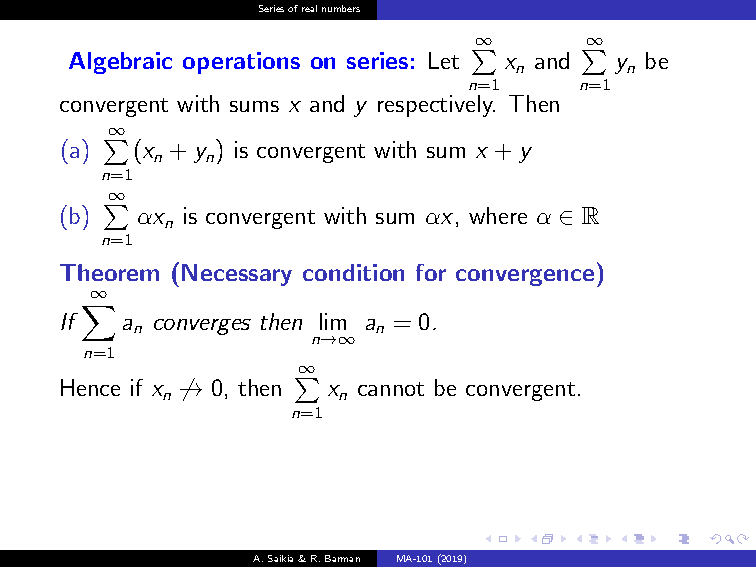 Series of real numbers
Algebraic operations on series: Let ∑_{n=1}^{∞} x_n and ∑_{n=1}^{∞} y_n be
convergent with sums x and y respectively. Then
(a) ∑_{n=1}^{∞} (x_n + y_n) is convergent with sum x + y
(b) ∑_{n=1}^{∞} αx_n is convergent with sum αx, where α ∈ ℝ
Theorem (Necessary condition for convergence)
If ∑_{n=1}^{∞} a_n converges then lim_{n→∞} a_n = 0.
Hence if x_n ↛ 0, then ∑_{n=1}^{∞} x_n cannot be convergent.
A. Saikia & R. Barman MA-101 (2019)